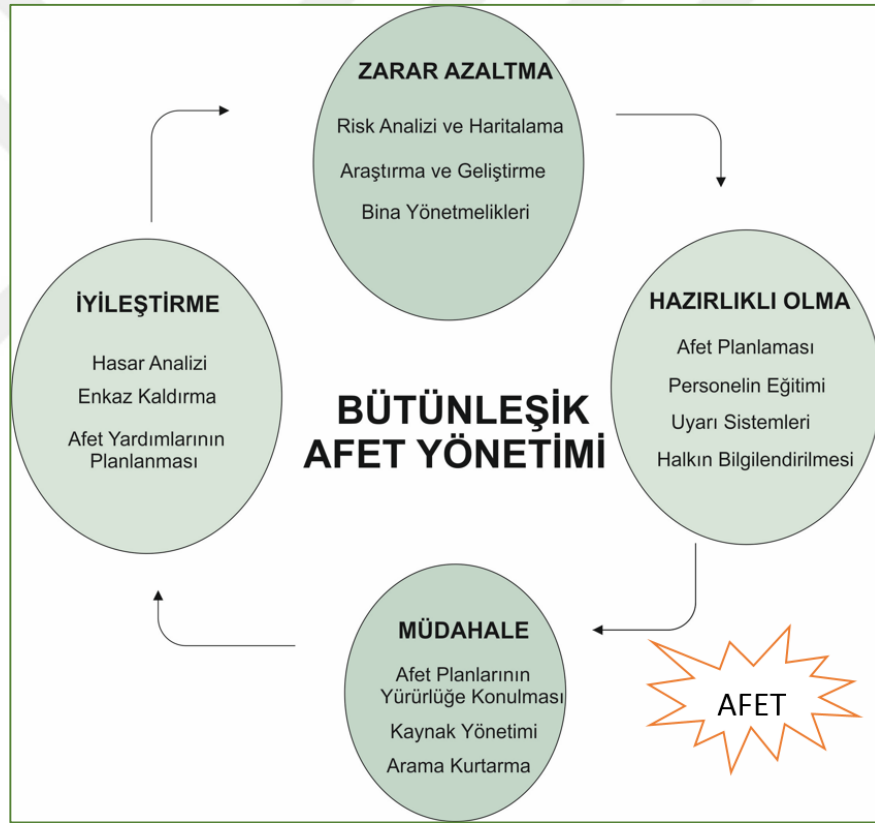 ZARAR AZALTMA
Risk Analizi ve Haritalama
Araştırma ve Geliştirme
Bina Yönetmelikleri
HAZIRLIKLI OLMA
Afet Planlaması
Personelin Eğitimi
Uyarı Sistemleri
Halkın Bilgilendirilmesi
İYİLEŞTİRME
Hasar Analizi
Enkaz Kaldırma
Afet Yardımlarının
Planlanması
BÜTÜNLEŞİK
AFET YÖNETİMİ
MÜDAHALE
Afet Planlarının
Yürürlüğe Konulması
Kaynak Yönetimi
Arama Kurtarma
AFET